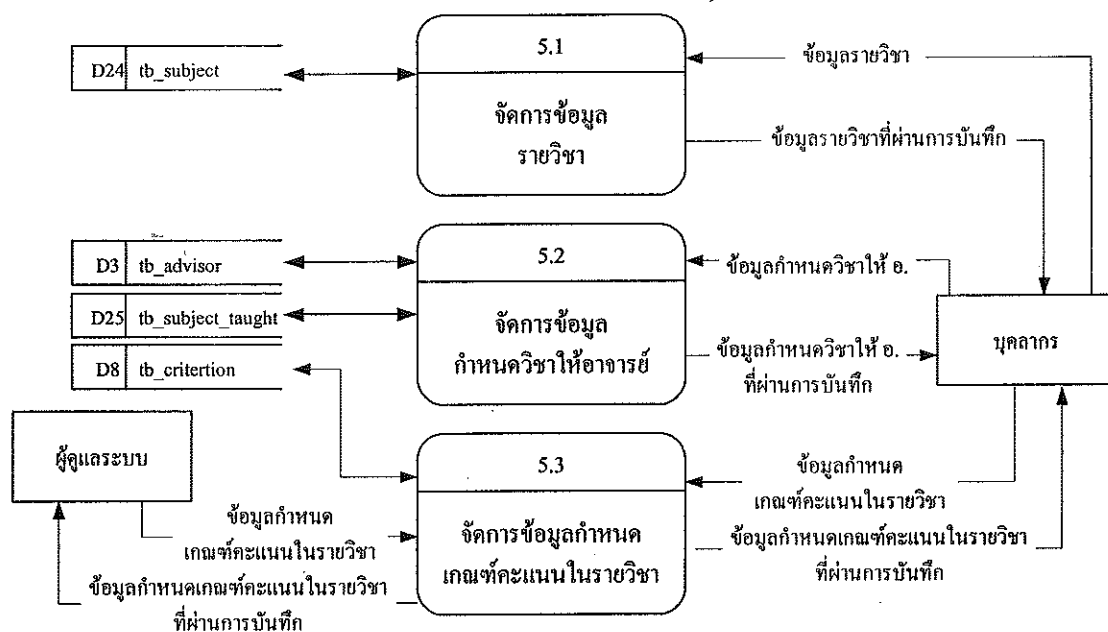 5.1
D24 tb_subject
ข้อมูลรายวิชา
จัดการข้อมูล
รายวิชา
ข้อมูลรายวิชาที่ผ่านการบันทึก
5.2
D3 tb_advisor
ข้อมูลกำหนดวิชาให้ อ.
D25 tb_subject_taught
จัดการข้อมูล
กำหนดวิชาให้อาจารย์
บุคลากร
D8 tb_critertion
ข้อมูลกำหนดวิชาให้ อ.
ที่ผ่านการบันทึก
ผู้ดูแลระบบ
5.3
ข้อมูลกำหนด
เกณฑ์คะแนนในรายวิชา
ข้อมูลกำหนด
เกณฑ์คะแนนในรายวิชา
จัดการข้อมูลกำหนด
เกณฑ์คะแนนในรายวิชา
ข้อมูลกำหนดเกณฑ์คะแนนในรายวิชา
ที่ผ่านการบันทึก
ข้อมูลกำหนดเกณฑ์คะแนนในรายวิชา
ที่ผ่านการบันทึก